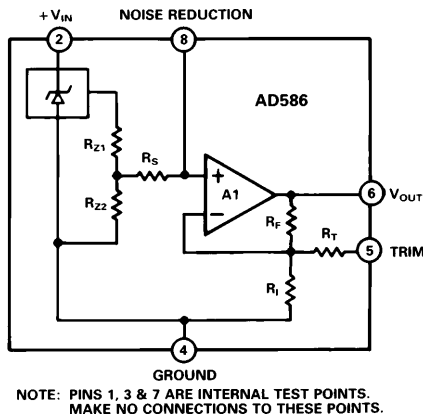 + VIN
NOISE REDUCTION
2
8
AD586
RZ1
RS
RZ2
+
A1
−
RF
6 VOUT
RT
5 TRIM
RI
4
GROUND
NOTE: PINS 1, 3 & 7 ARE INTERNAL TEST POINTS.
MAKE NO CONNECTIONS TO THESE POINTS.